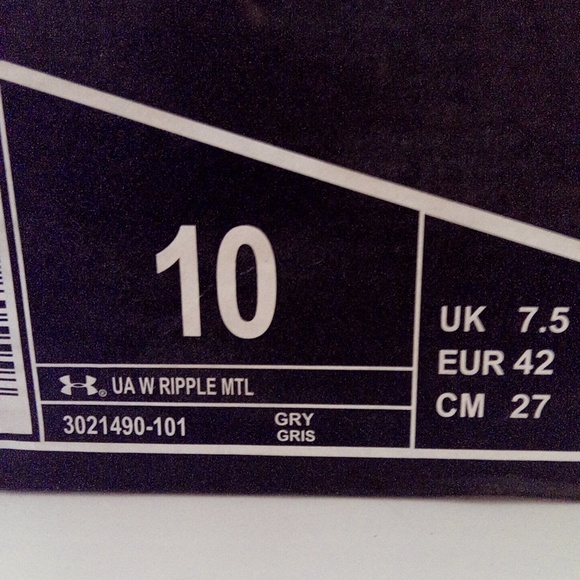 10
UA W RIPPLE MTL
3021490-101 GRY
GRIS
UK 7.5
EUR 42
CM 27